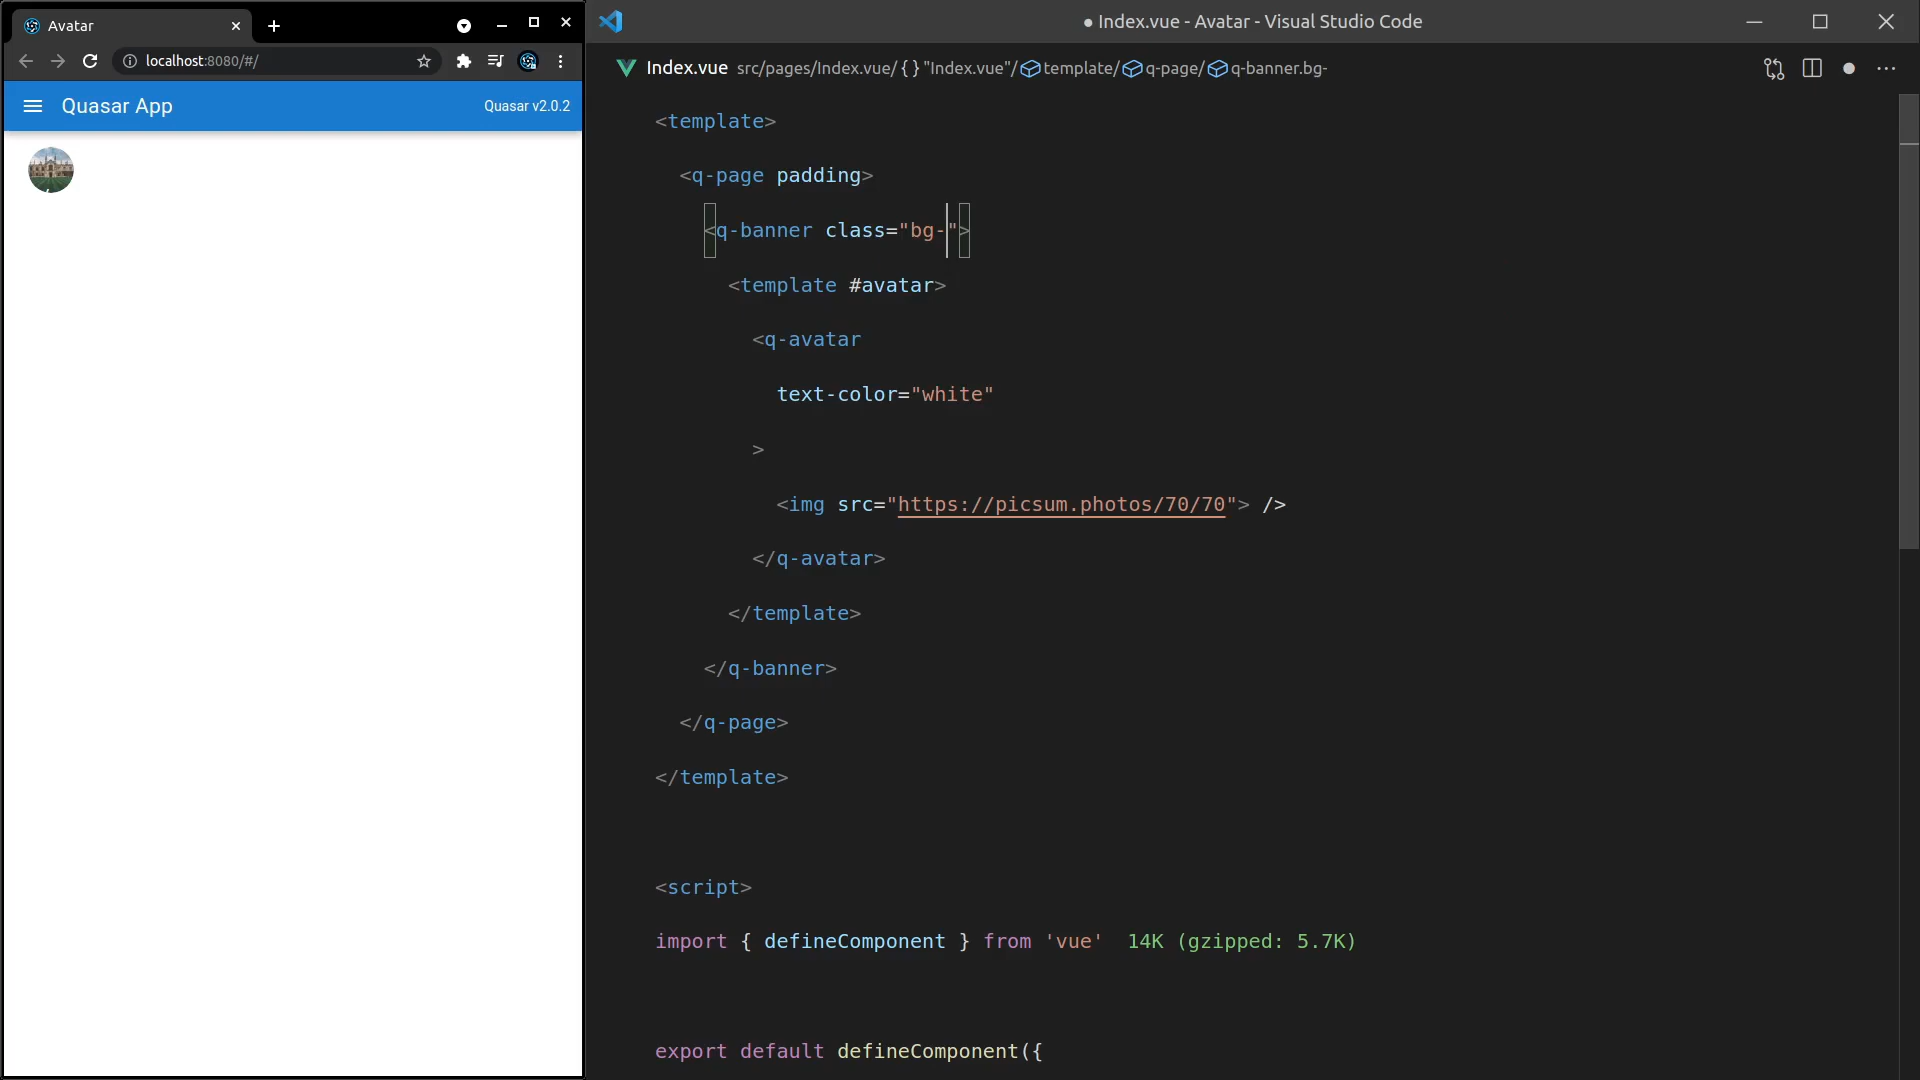 Avatar
localhost:8080/#/
Quasar App
Quasar v2.0.2
● Index.vue - Avatar - Visual Studio Code
Index.vue src/pages/Index.vue/{ }"Index.vue"/template/q-page/q-banner.bg-
<template>
<q-page padding>
<q-banner class="bg-">
<template #avatar>
<q-avatar
text-color="white"
>
<img src="https://picsum.photos/70/70"> />
</q-avatar>
</template>
</q-banner>
</q-page>
</template>
<script>
import { defineComponent } from 'vue'  14K (gzipped: 5.7K)
export default defineComponent({